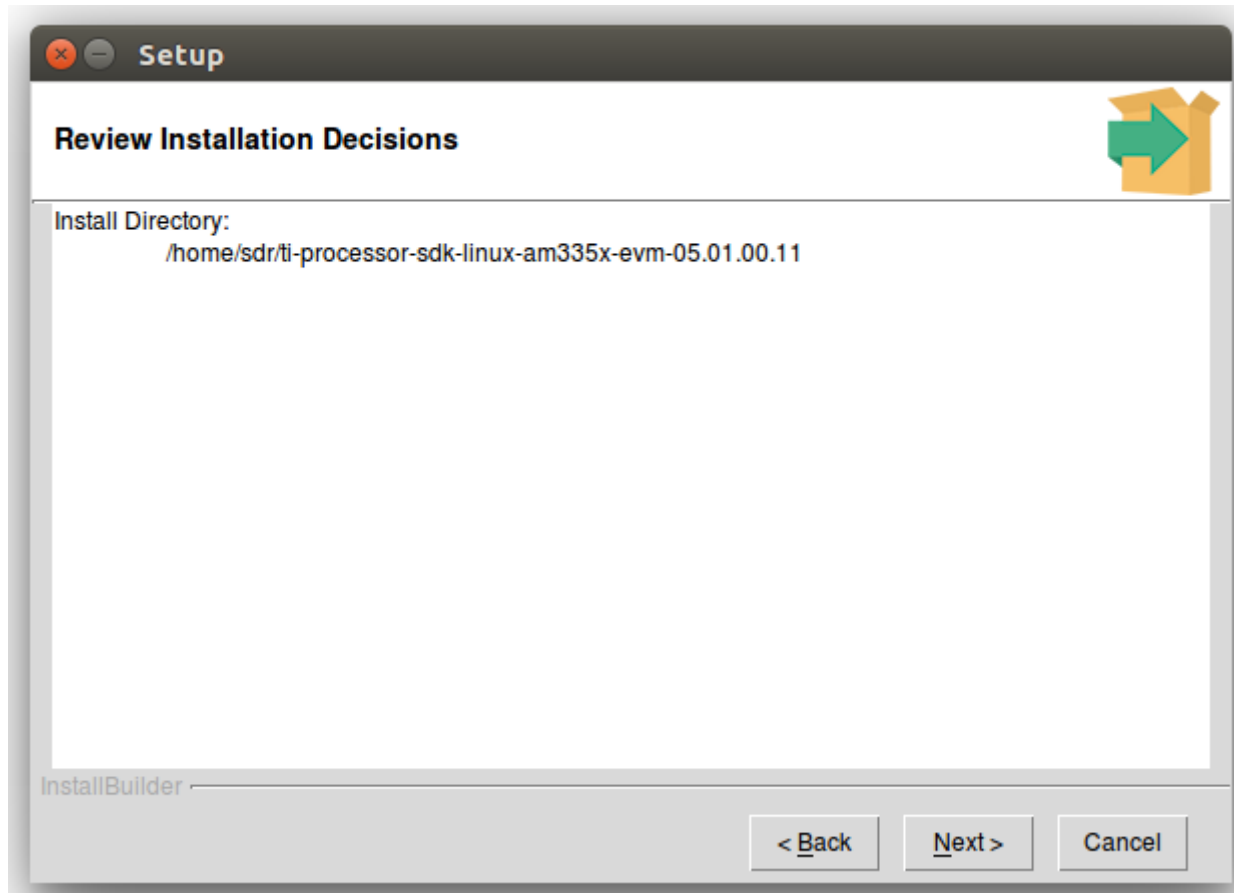 Setup
Review Installation Decisions
Install Directory:
/home/sdr/ti-processor-sdk-linux-am335x-evm-05.01.00.11
InstallBuilder
< Back
Next >
Cancel